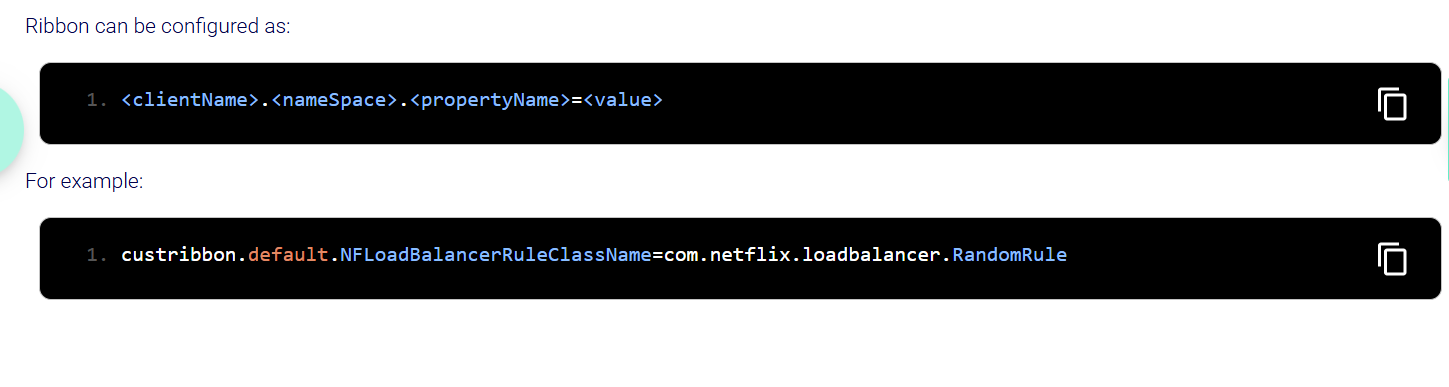 Ribbon can be configured as:
1. <clientName>.<nameSpace>.<propertyName>=<value>
For example:
1. custribbon.default.NFLoadBalancerRuleClassName=com.netflix.loadbalancer.RandomRule